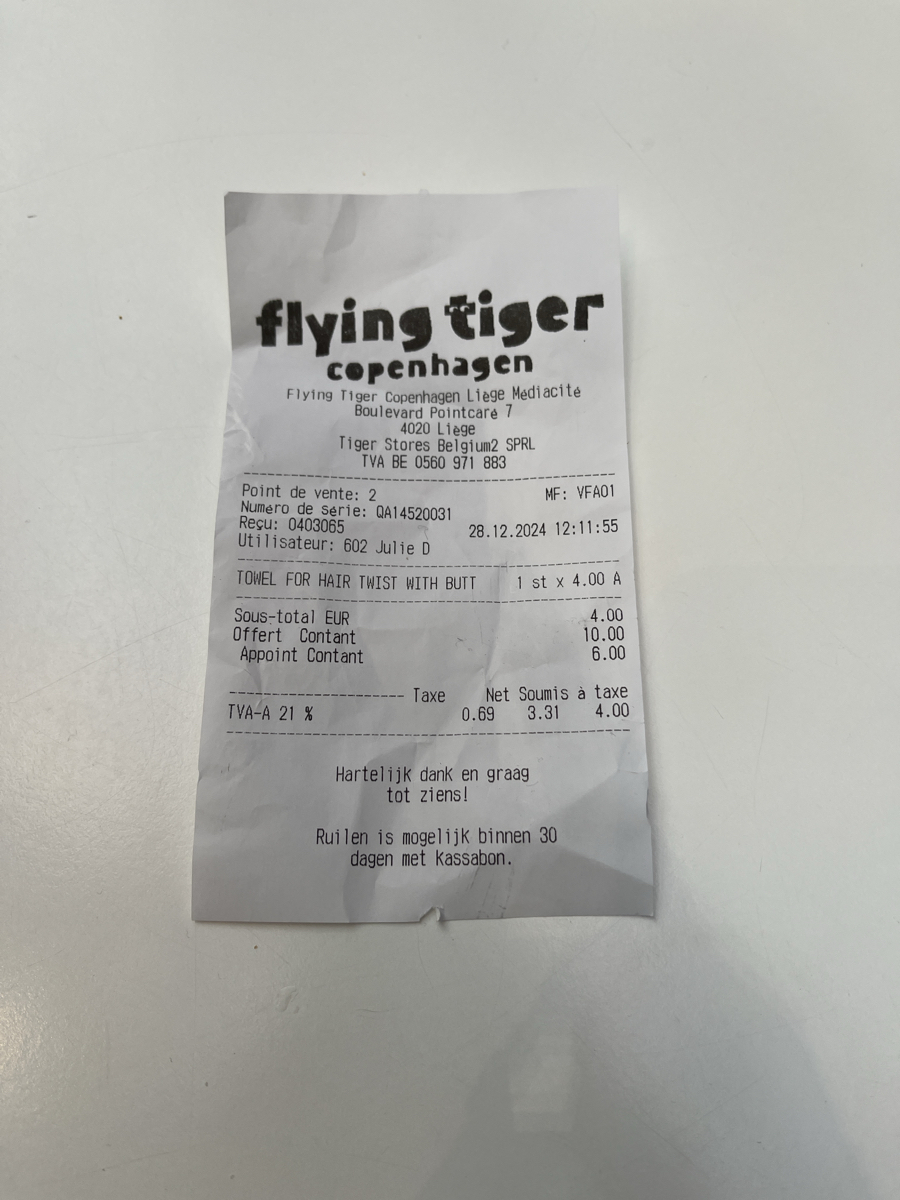 flying tiger
copenhagen
Flying Tiger Copenhagen Liège Médiacité
Boulevard Pointcaré 7
4020 Liège
Tiger Stores Belgium2 SPRL
TVA BE 0560 971 883
Point de vente: 2 MF: VFA01
Numéro de série: QA14520031
Reçu: 0403065 28.12.2024 12:11:55
Utilisateur: 602 Julie D
TOWEL FOR HAIR TWIST WITH BUTT 1 st x 4.00 A
Sous-total EUR 4.00
Offert Contant 10.00
Appoint Contant 6.00
-------------------- Taxe Net Soumis à taxe
TVA-A 21 % 0.69 3.31 4.00
Hartelijk dank en graag
tot ziens!
Ruilen is mogelijk binnen 30
dagen met Kassabon.